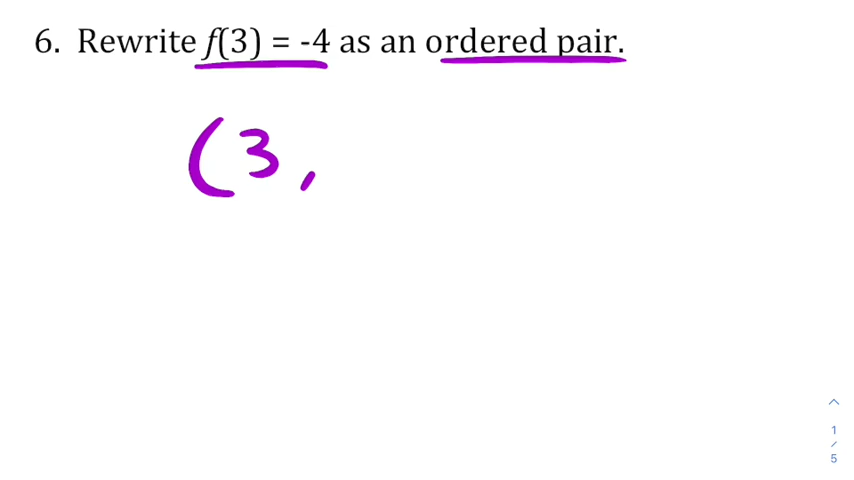 6. Rewrite f(3) = -4 as an ordered pair.
(3,
1
/
5